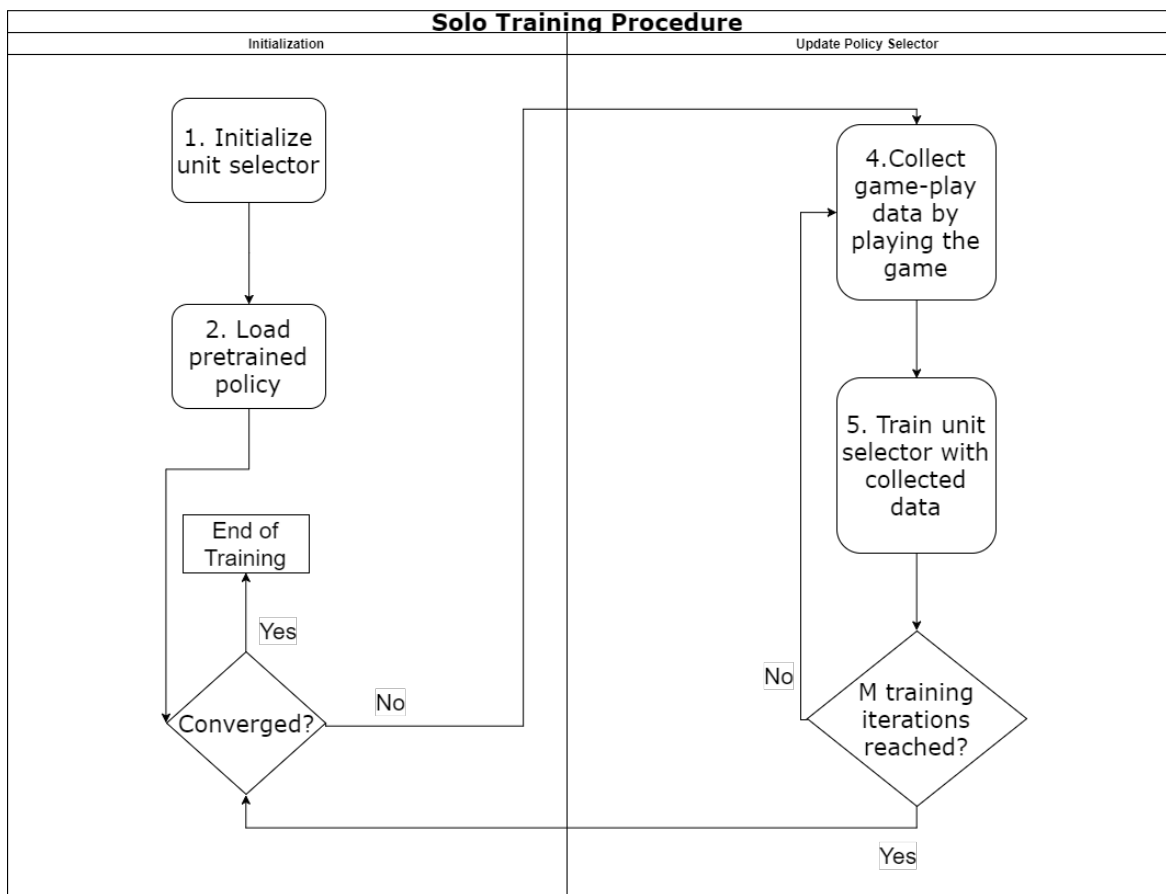 Solo Training Procedure
Initialization
Update Policy Selector
1. Initialize
unit selector
2. Load
pretrained
policy
End of
Training
Yes
Converged?
No
4.Collect
game-play
data by
playing the
game
5. Train unit
selector with
collected
data
No
M training
iterations
reached?
Yes